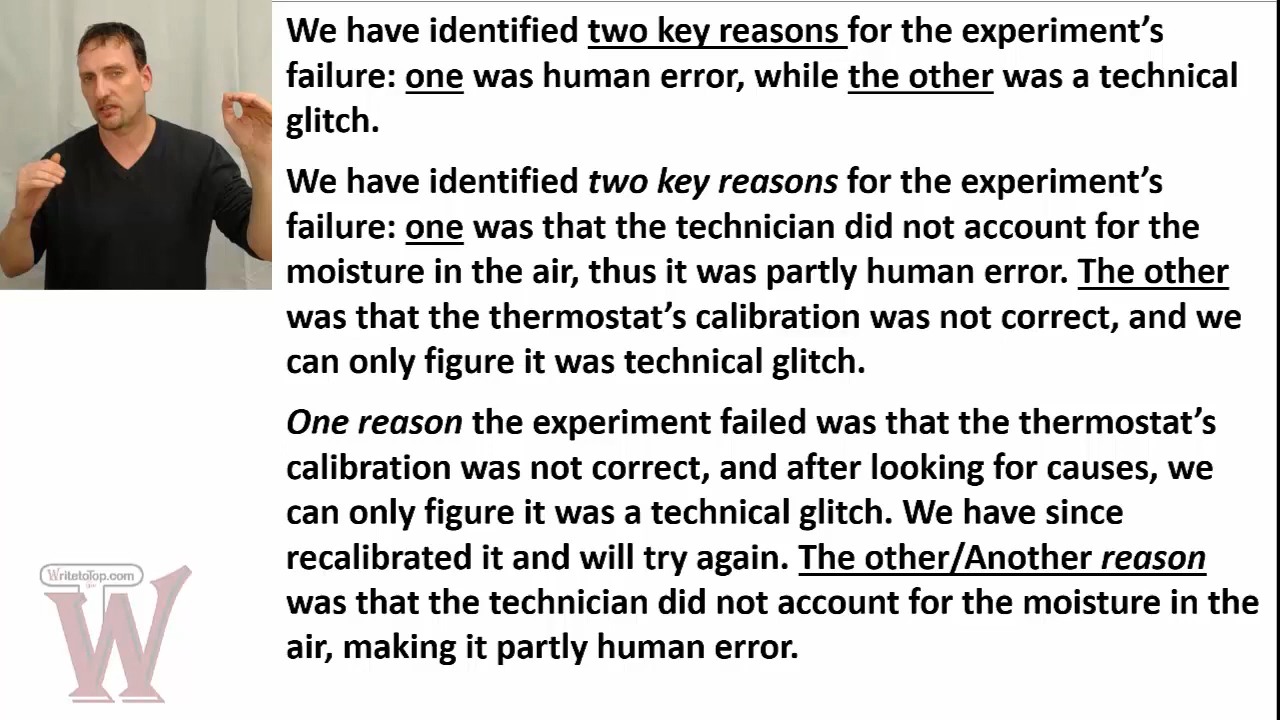 We have identified two key reasons for the experiment’s
failure: one was human error, while the other was a technical
glitch.
We have identified two key reasons for the experiment’s
failure: one was that the technician did not account for the
moisture in the air, thus it was partly human error. The other
was that the thermostat’s calibration was not correct, and we
can only figure it was technical glitch.
One reason the experiment failed was that the thermostat’s
calibration was not correct, and after looking for causes, we
can only figure it was a technical glitch. We have since
recalibrated it and will try again. The other/Another reason
was that the technician did not account for the moisture in the
air, making it partly human error.
WritetoTop.com
W